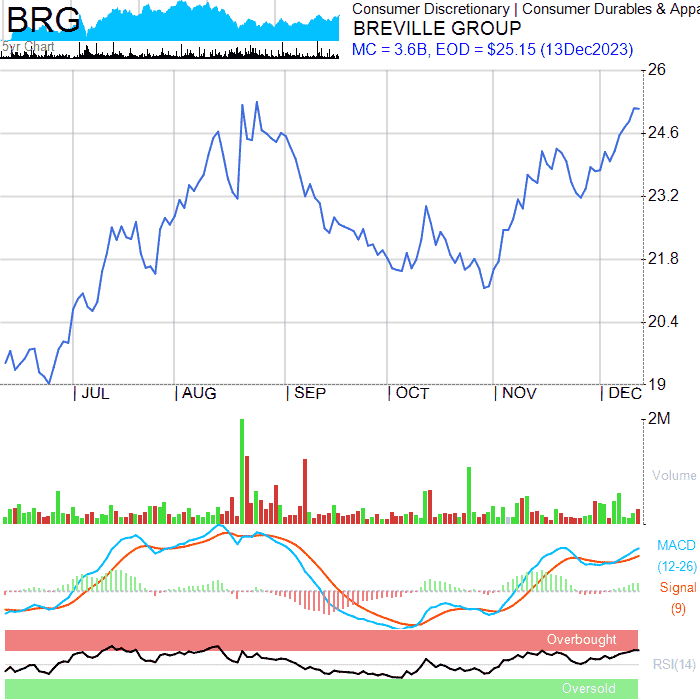 BRG
5yr Chart
Consumer Discretionary | Consumer Durables & Appa
BREVILLE GROUP
MC = 3.6B, EOD = $25.15 (13Dec2023)
26
24.6
23.2
21.8
20.4
19
| JUL | AUG | SEP | OCT | NOV | DEC
2M
Volume
MACD
(12-26)
Signal
(9)
Overbought
RSI(14)
Oversold